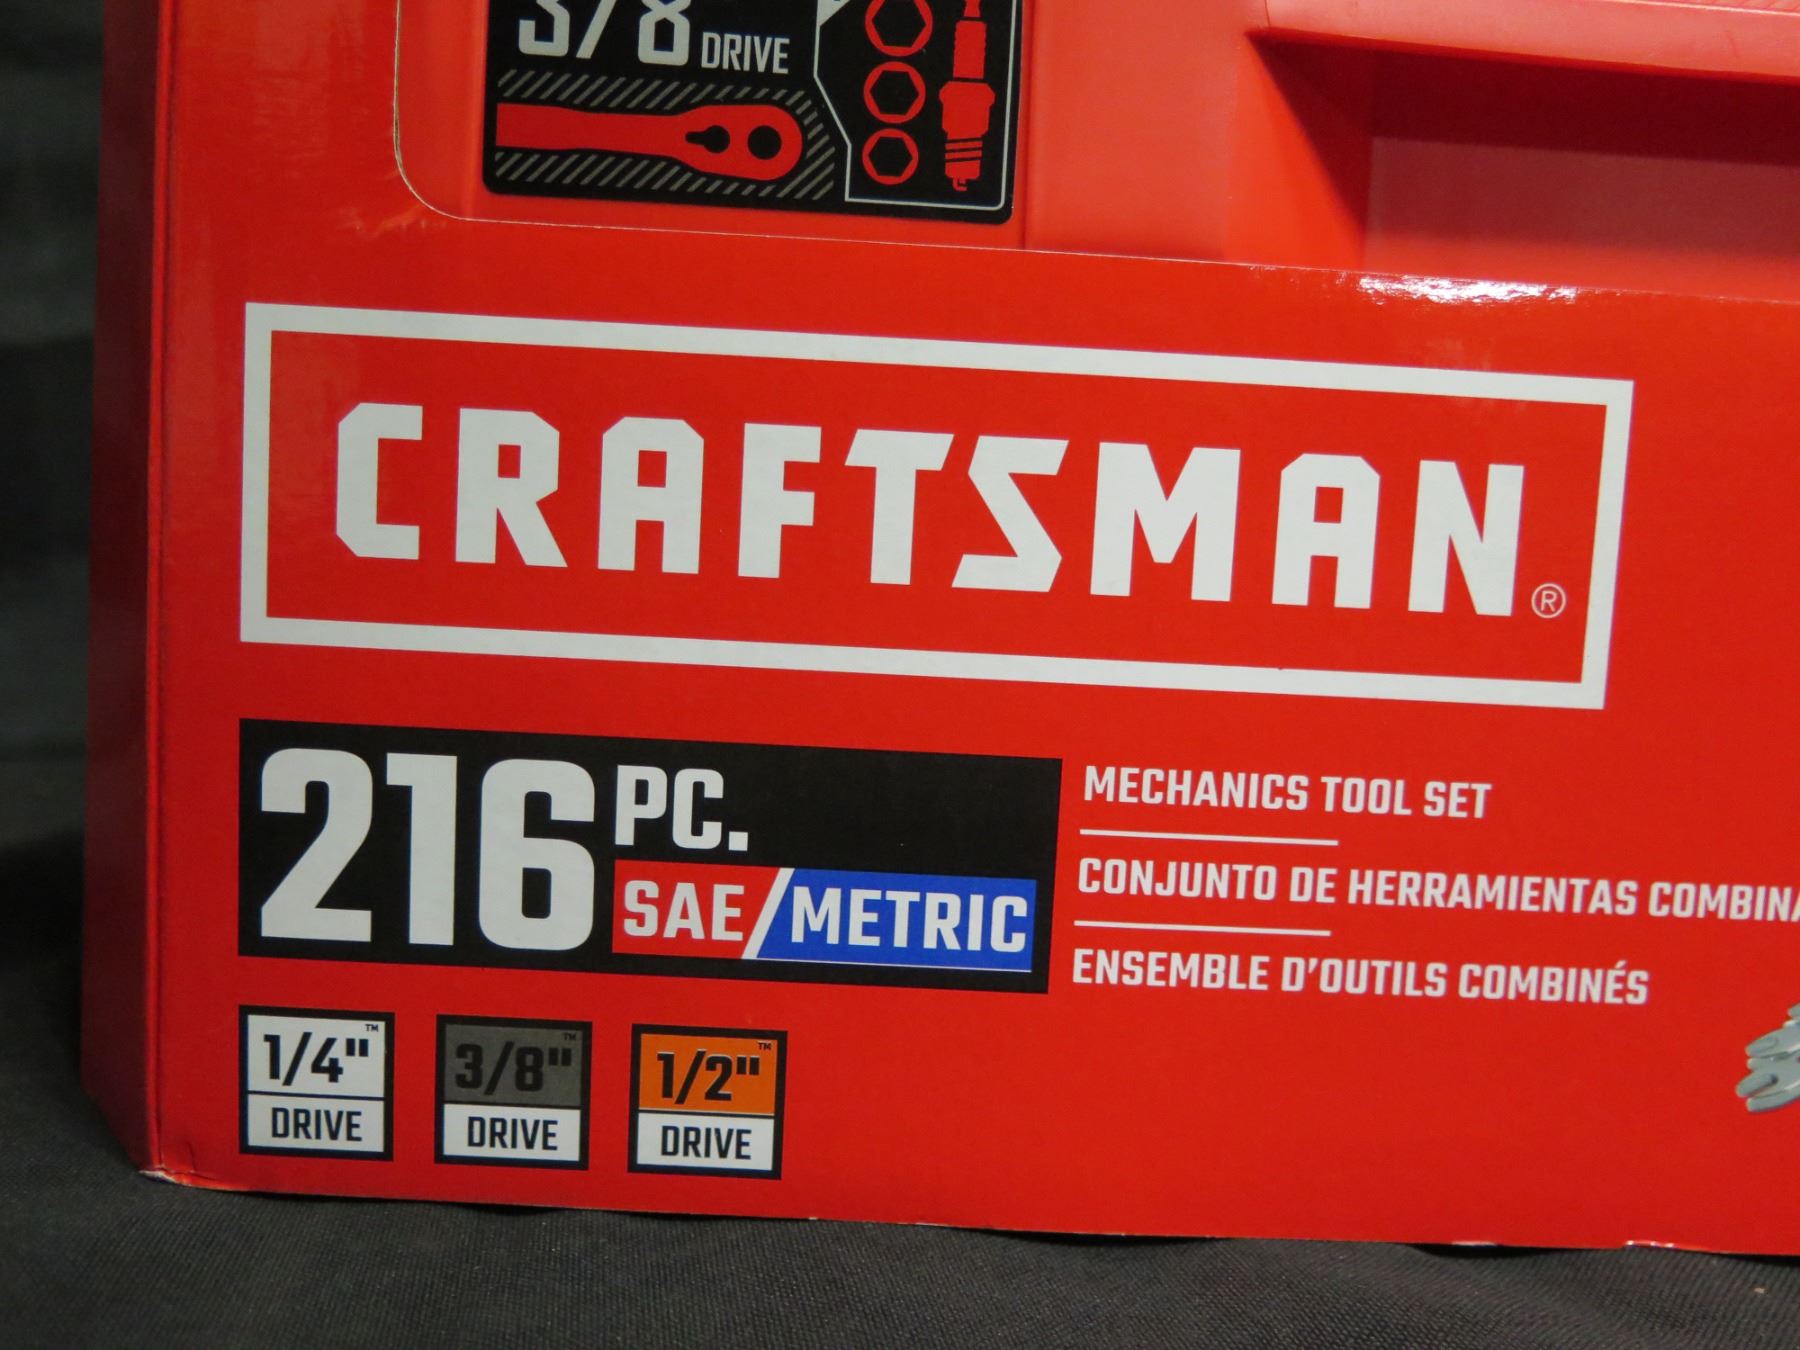 3/8 DRIVE
CRAFTSMAN®
216 PC.
SAE/METRIC
MECHANICS TOOL SET
CONJUNTO DE HERRAMIENTAS
ENSEMBLE D'OUTILS COMBINÉS
1/4"™
DRIVE
3/8"™
DRIVE
1/2"™
DRIVE